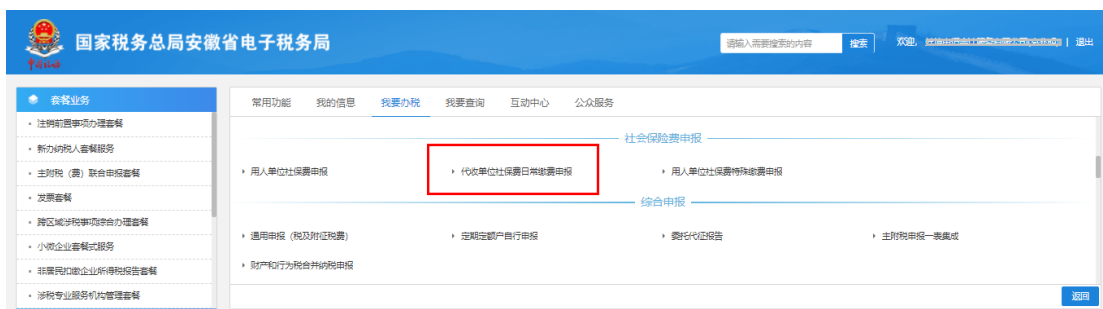 国家税务总局安徽省电子税务局
请输入需要搜索的内容 搜索 欢迎, | 退出
中国税务
套餐业务
常用功能 我的信息 我要办税 我要查询 互动中心 公众服务
注销前置事项办理套餐
新办纳税人套餐服务
主附税（费）联合申报套餐
发票套餐
跨区域涉税事项综合办理套餐
小微企业套餐式服务
非居民扣缴企业所得税报告套餐
涉税专业服务机构管理套餐
社会保险费申报
用人单位社保费申报 代收单位社保费日常缴费申报 用人单位社保费特殊缴费申报
综合申报
通用申报（税及附征税费） 定期定额户自行申报 委托代征报告 主附税申报一表集成
财产和行为税合并纳税申报
返回